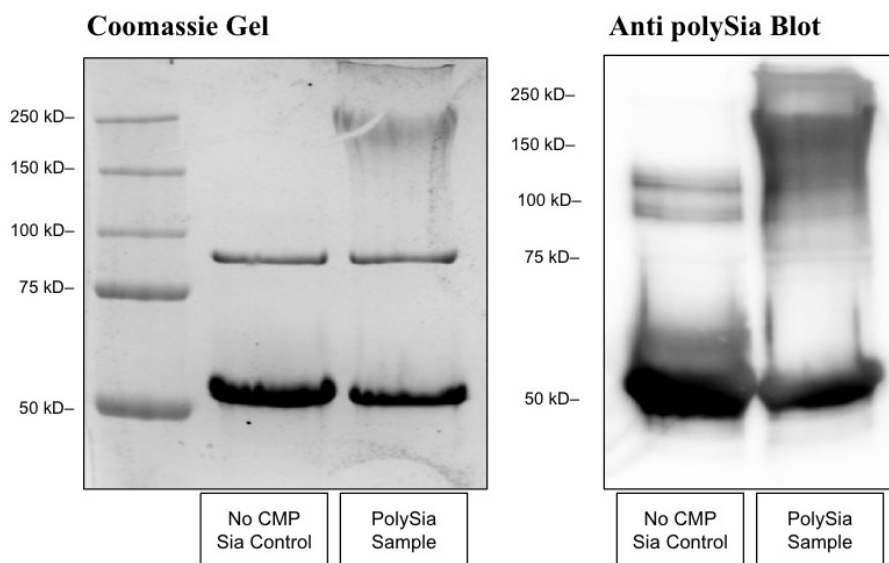 Coomassie Gel
250 kD–
150 kD–
100 kD–
75 kD–
50 kD–
No CMP
Sia Control
PolySia
Sample
Anti polySia Blot
250 kD–
150 kD–
100 kD–
75 kD–
50 kD–
No CMP
Sia Control
PolySia
Sample